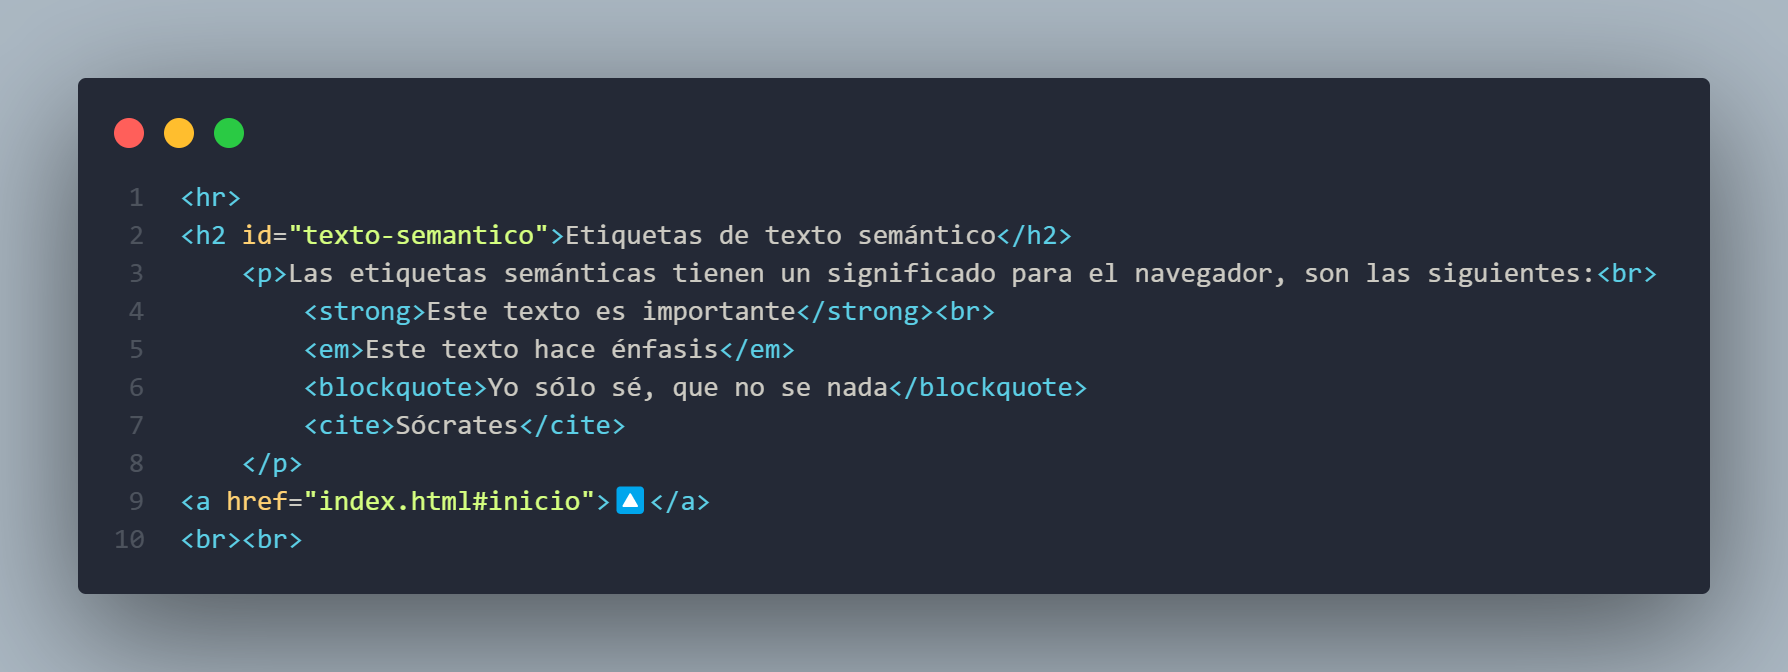 1 <hr>
2 <h2 id="texto-semantico">Etiquetas de texto semántico</h2>
3 <p>Las etiquetas semánticas tienen un significado para el navegador, son las siguientes:<br>
4 <strong>Este texto es importante</strong><br>
5 <em>Este texto hace énfasis</em>
6 <blockquote>Yo sólo sé, que no se nada</blockquote>
7 <cite>Sócrates</cite>
8 </p>
9 <a href="index.html#inicio">🔼</a>
10 <br><br>